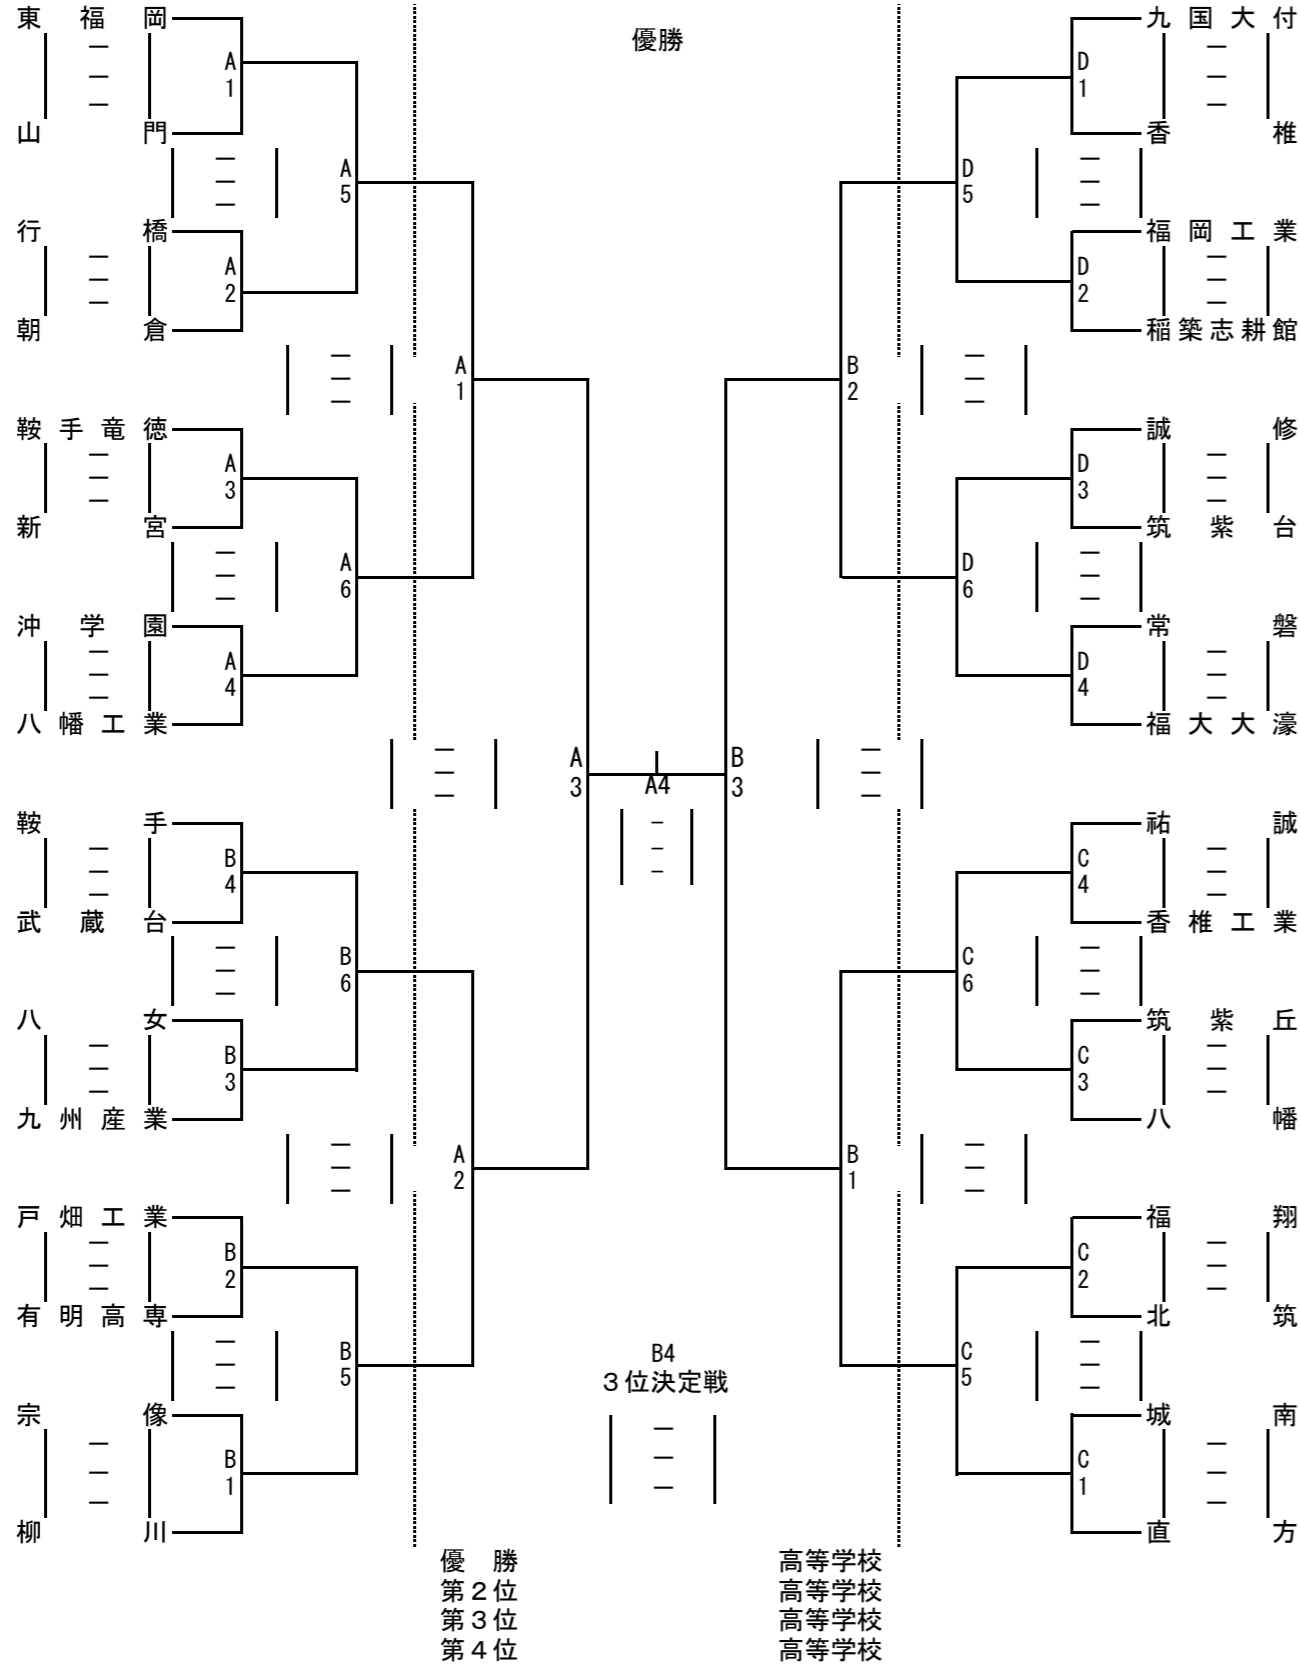 優勝
東福岡
A1
山門
A5
行橋
A2
朝倉
A1
鞍手竜徳
A3
新宮
A6
沖学園
A4
八幡工業
A3
鞍手
B4
武蔵台
B6
八女
B3
九州産業
A2
戸畑工業
B2
有明高専
B5
宗像
B1
柳川
A4
九国大付
D1
香椎
D5
福岡工業
D2
稲築志耕館
B2
誠修
D3
筑紫台
D6
常磐
D4
福大大濠
B3
祐誠
C4
香椎工業
C6
筑紫丘
C3
八幡
B1
福翔
C2
北筑
C5
城南
C1
直方
B4
3位決定戦
優　勝　高等学校
第2位　高等学校
第3位　高等学校
第4位　高等学校